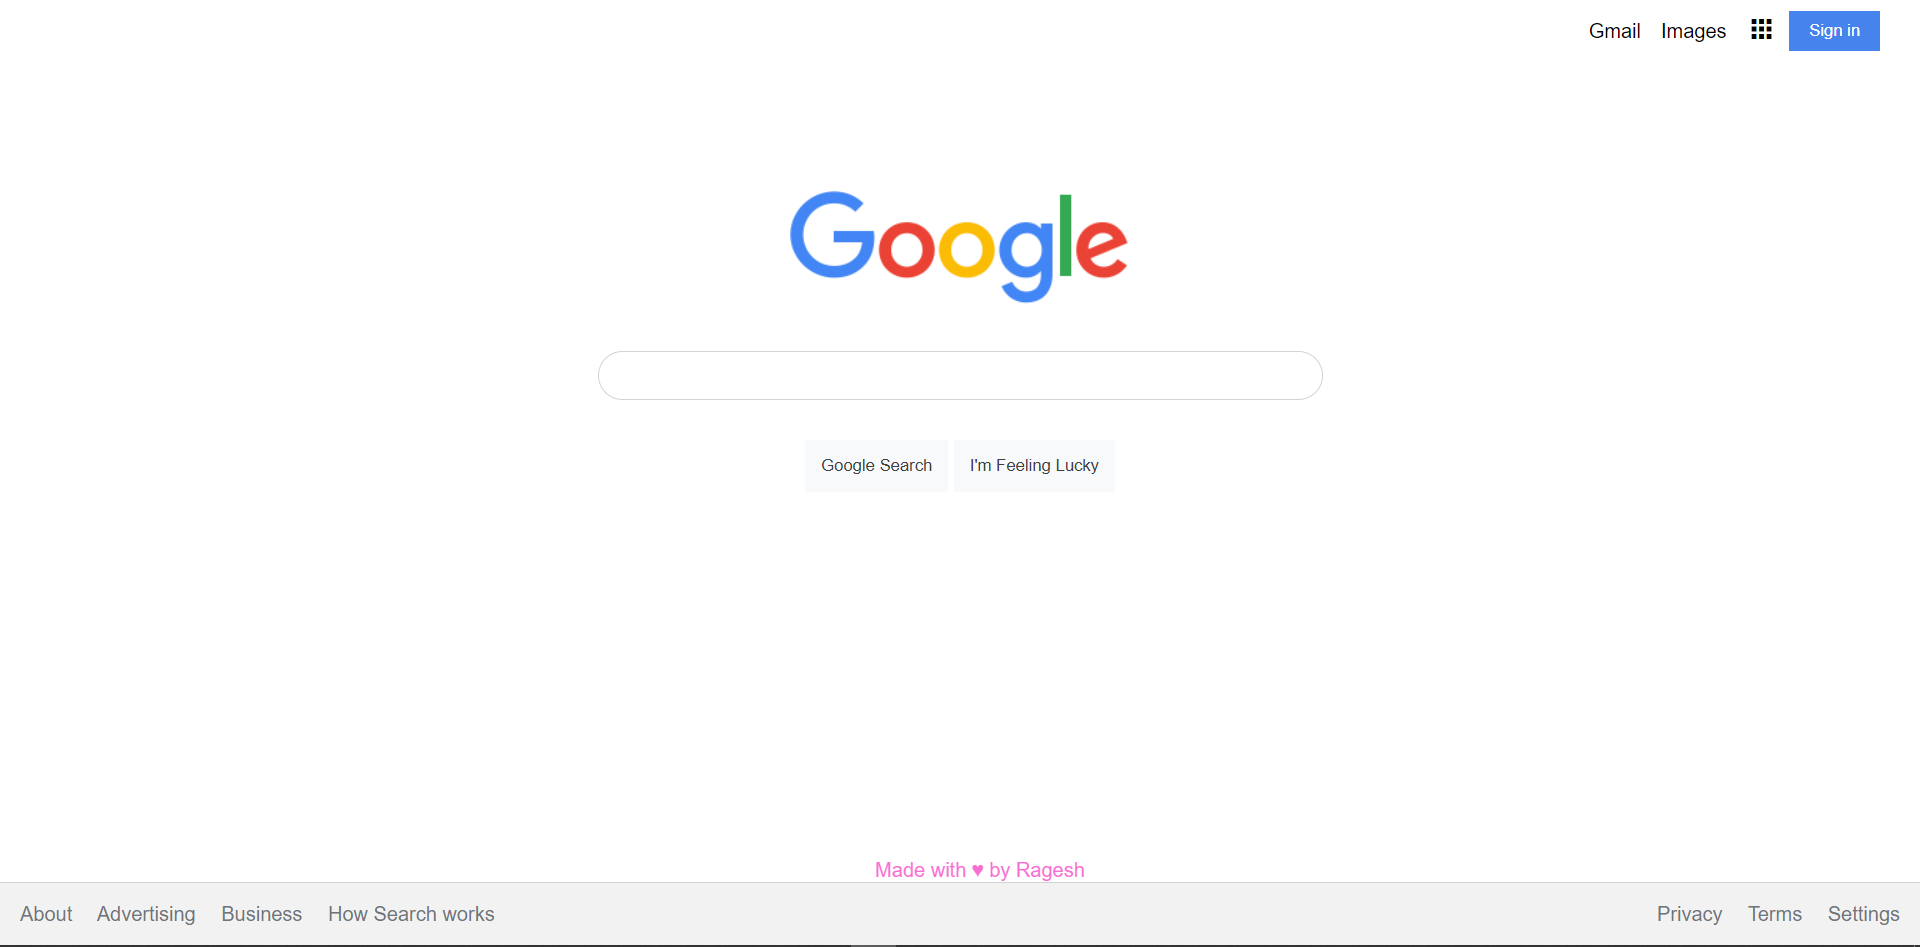 Gmail Images Sign in
Google
Google Search I'm Feeling Lucky
Made with ♥ by Ragesh
About Advertising Business How Search works Privacy Terms Settings